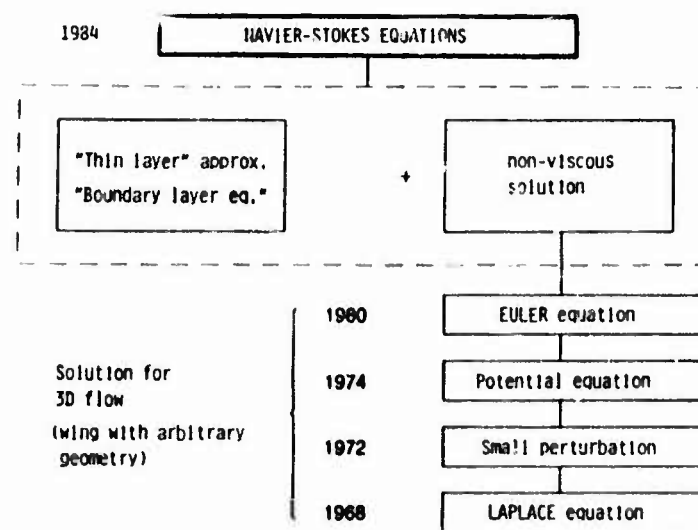 1984 NAVIER-STOKES EQUATIONS
"Thin layer" approx.
"Boundary layer eq."
+
non-viscous
solution
1980 EULER equation
Solution for
3D flow
(wing with arbitrary
geometry)
1974 Potential equation
1972 Small perturbation
1968 LAPLACE equation